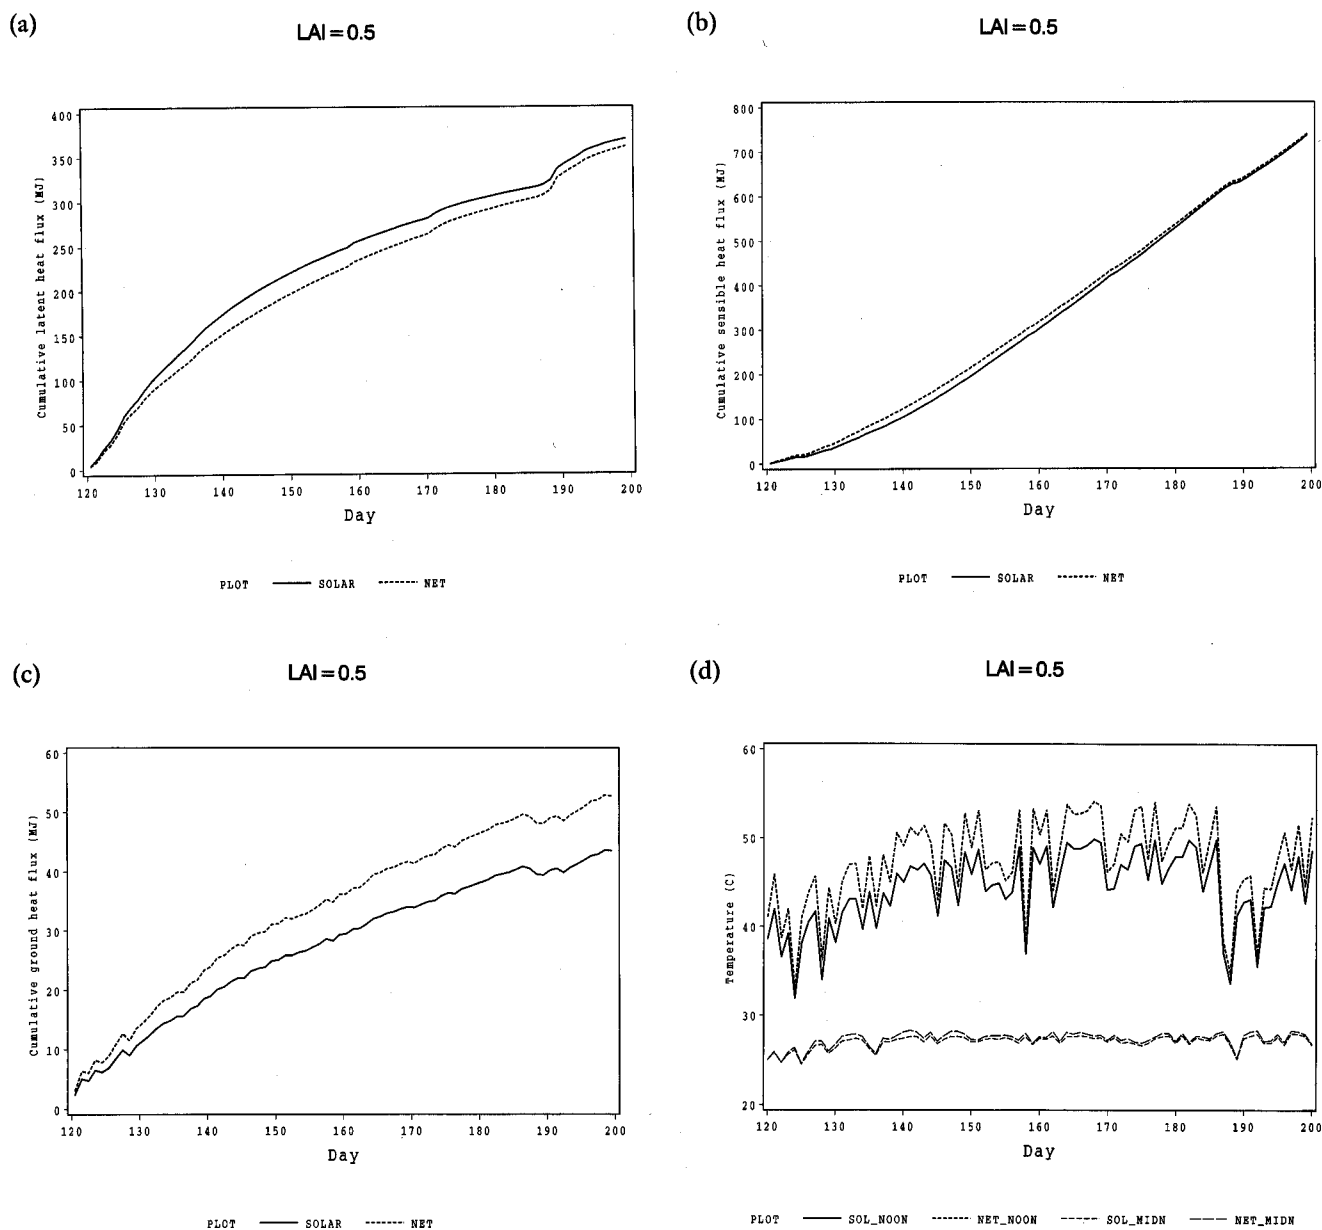 (a)
LAI=0.5
Cumulative latent heat flux (MJ)
400
350
300
250
200
150
100
50
0
120 130 140 150 160 170 180 190 200
Day
PLOT SOLAR NET
(b)
LAI=0.5
Cumulative sensible heat flux (MJ)
800
700
600
500
400
300
200
100
0
120 130 140 150 160 170 180 190 200
Day
PLOT SOLAR NET
(c)
LAI=0.5
Cumulative ground heat flux (MJ)
60
50
40
30
20
10
0
120 130 140 150 160 170 180 190 200
Day
PLOT SOLAR NET
(d)
LAI=0.5
Temperature (C)
60
50
40
30
20
120 130 140 150 160 170 180 190 200
Day
PLOT SOL_NOON NET_NOON SOL_MIDN NET_MIDN